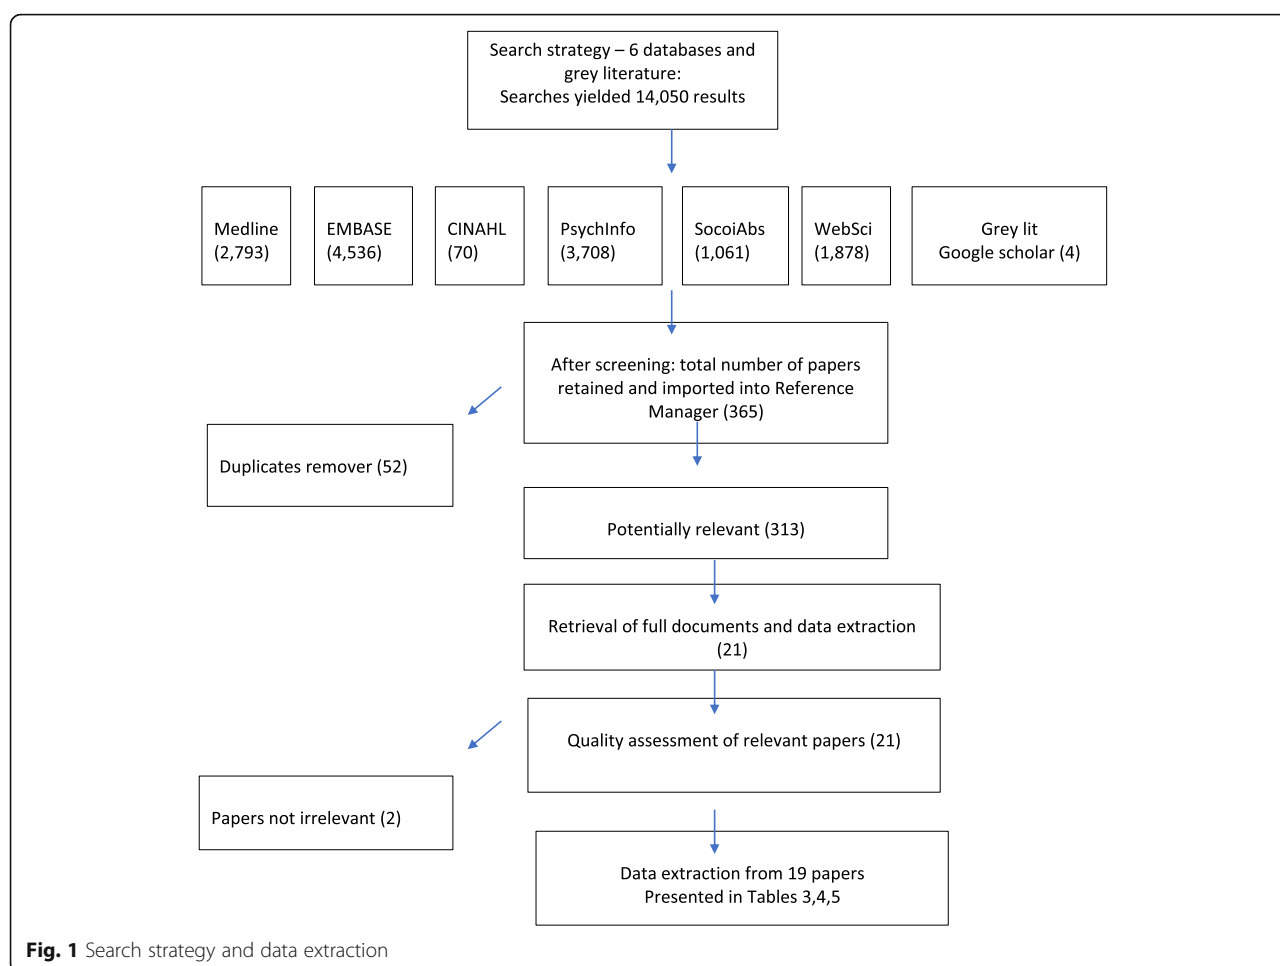 Search strategy – 6 databases and
grey literature:
Searches yielded 14,050 results
Medline
(2,793)
EMBASE
(4,536)
CINAHL
(70)
PsychInfo
(3,708)
SocoiAbs
(1,061)
WebSci
(1,878)
Grey lit
Google scholar (4)
After screening: total number of papers
retained and imported into Reference
Manager (365)
Duplicates remover (52)
Potentially relevant (313)
Retrieval of full documents and data extraction
(21)
Quality assessment of relevant papers (21)
Papers not irrelevant (2)
Data extraction from 19 papers
Presented in Tables 3,4,5
Fig. 1 Search strategy and data extraction